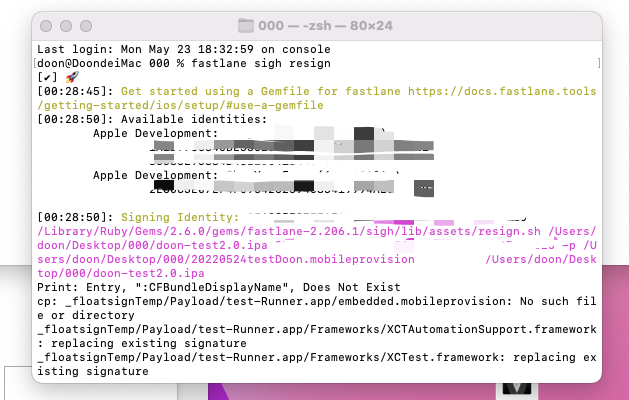 000 — -zsh — 80×24
Last login: Mon May 23 18:32:59 on console
[doon@DoondeiMac 000 % fastlane sigh resign ]
[✔] 🚀
[00:28:45]: Get started using a Gemfile for fastlane https://docs.fastlane.tools
/getting-started/ios/setup/#use-a-gemfile
[00:28:50]: Available identities:
Apple Development:
Apple Development:
[00:28:50]: Signing Identity:
/Library/Ruby/Gems/2.6.0/gems/fastlane-2.206.1/sigh/lib/assets/resign.sh /Users/
doon/Desktop/000/doon-test2.0.ipa -p /U
sers/doon/Desktop/000/20220524testDoon.mobileprovision /Users/doon/Desk
top/000/doon-test2.0.ipa
Print: Entry, ":CFBundleDisplayName", Does Not Exist
cp: _floatsignTemp/Payload/test-Runner.app/embedded.mobileprovision: No such fil
e or directory
_floatsignTemp/Payload/test-Runner.app/Frameworks/XCTAutomationSupport.framework
: replacing existing signature
_floatsignTemp/Payload/test-Runner.app/Frameworks/XCTest.framework: replacing ex
isting signature